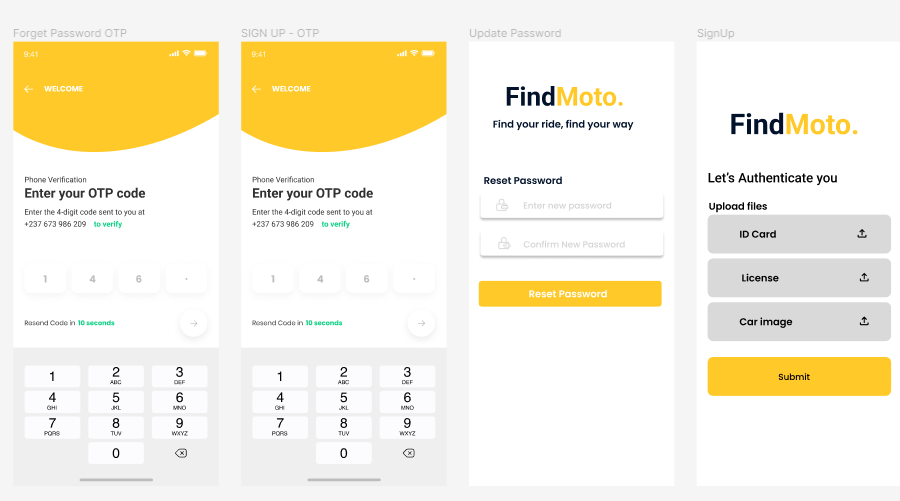 Forget Password OTP
9:41
WELCOME
Phone Verification
Enter your OTP code
Enter the 4-digit code sent to you at
+237 673 986 209 to verify
1 4 6 -
Resend Code in 10 seconds
1 2 ABC 3 DEF
4 GHI 5 JKL 6 MNO
7 PQRS 8 TUV 9 WXYZ
0
SIGN UP - OTP
9:41
WELCOME
Phone Verification
Enter your OTP code
Enter the 4-digit code sent to you at
+237 673 986 209 to verify
1 4 6 -
Resend Code in 10 seconds
1 2 ABC 3 DEF
4 GHI 5 JKL 6 MNO
7 PQRS 8 TUV 9 WXYZ
0
Update Password
FindMoto.
Find your ride, find your way
Reset Password
Enter new password
Confirm New Password
Reset Password
SignUp
FindMoto.
Let's Authenticate you
Upload files
ID Card
License
Car image
Submit